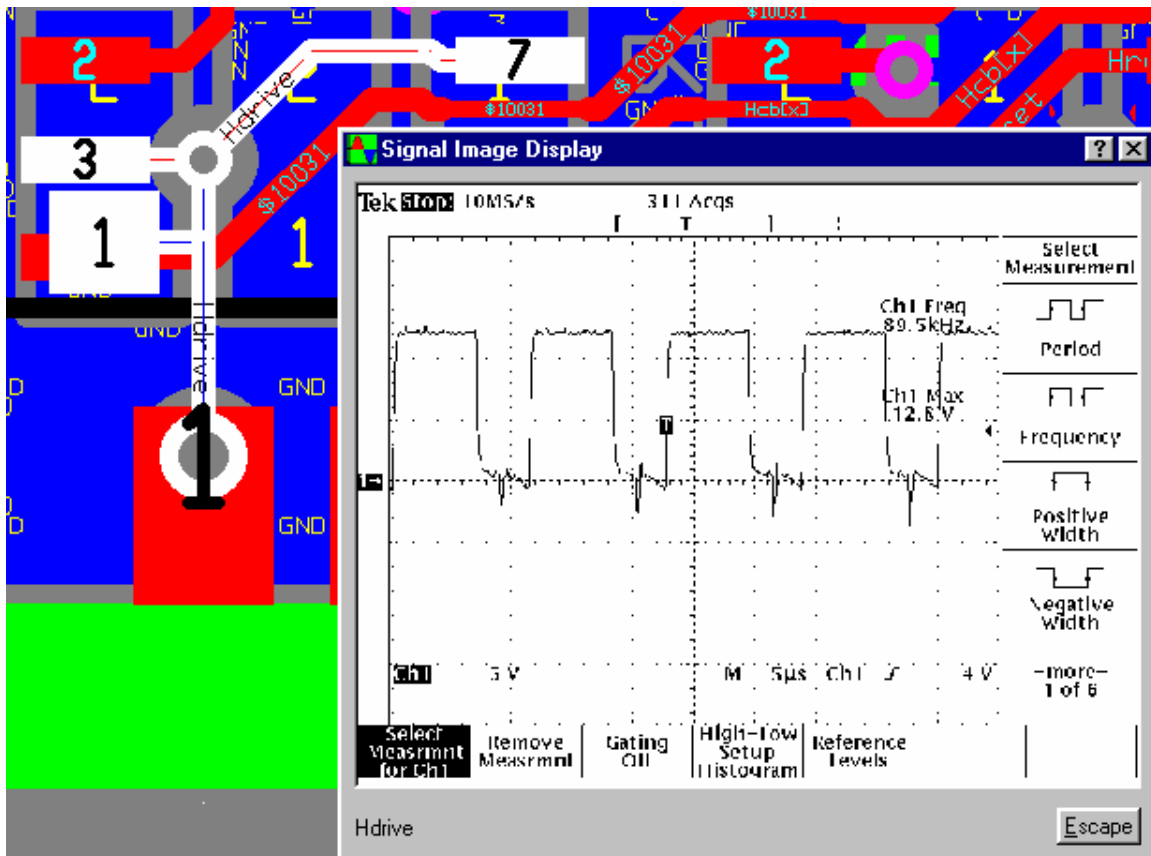 $10031
2
7
2
Hdrive
$10031
$10031
Hcb[x]
Hcb[x]
1
3
$10031
1
1
Hdrive
GND
GND
1
GND
Signal Image Display
Tek Stop: 10MS/s 311 Acqs
[ T ]
Select
Measurement
Ch1 Freq
89.5kHz
Period
Ch1 Max
12.8 V
T
Frequency
1→
Positive
Width
Negative
Width
Ch1 5 V M 5µs Ch1 4 V
–more–
1 of 6
Select
Measrmnt
for Ch1
Remove
Measrmnt
Gating
Off
High–Low
Setup
Histogram
Reference
Levels
Hdrive
Escape